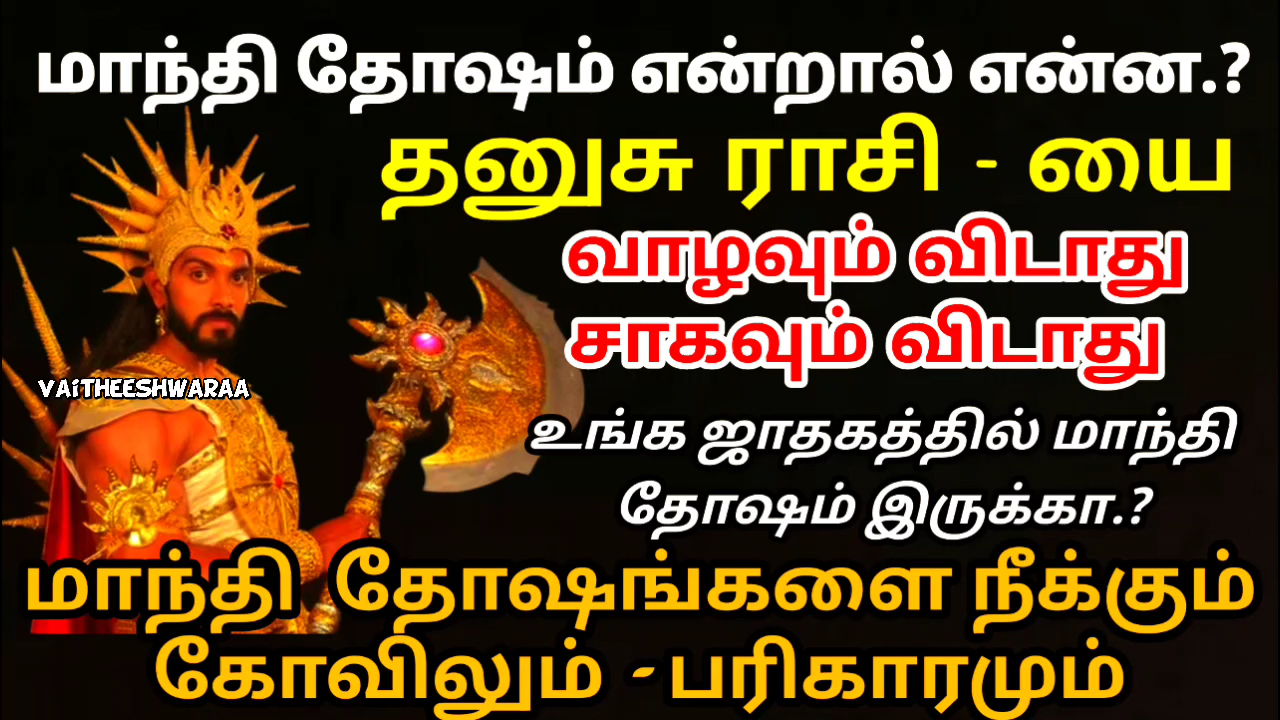 மாந்தி தோஷம் என்றால் என்ன.?
தனுசு ராசி - யை
வாழவும் விடாது
சாகவும் விடாது
VAiTHEESHWARAA
உங்க ஜாதகத்தில் மாந்தி
தோஷம் இருக்கா.?
மாந்தி தோஷங்களை நீக்கும்
கோவிலும் - பரிகாரமும்